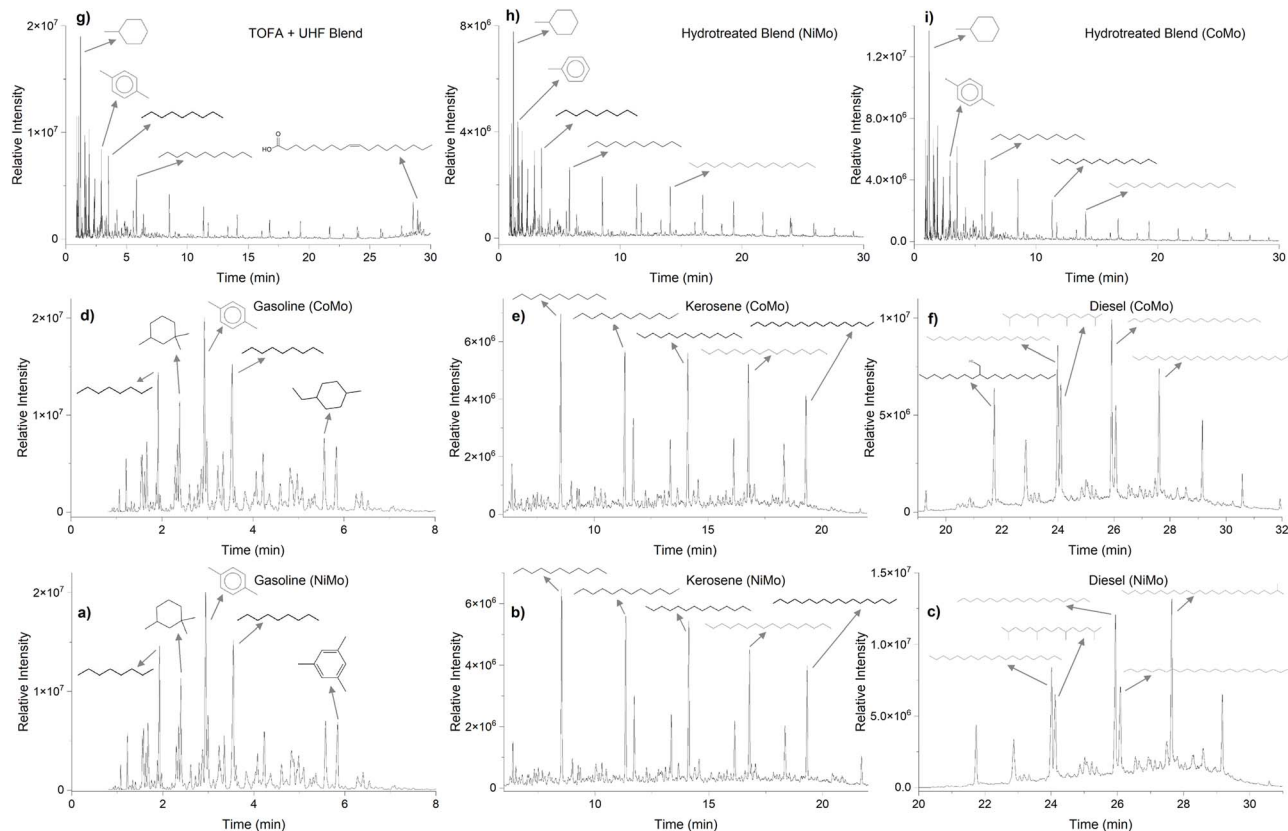 g)
TOFA + UHF Blend
2×10⁷
1×10⁷
0
Relative Intensity
O
HO
0 5 10 15 20 25 30
Time (min)
h)
Hydrotreated Blend (NiMo)
8×10⁶
6×10⁶
4×10⁶
2×10⁶
0
Relative Intensity
0 10 20 30
Time (min)
i)
Hydrotreated Blend (CoMo)
1.2×10⁷
8.0×10⁶
4.0×10⁶
0.0
Relative Intensity
0 10 20 30
Time (min)
d)
Gasoline (CoMo)
2×10⁷
1×10⁷
0
Relative Intensity
0 2 4 6 8
Time (min)
e)
Kerosene (CoMo)
6×10⁶
4×10⁶
2×10⁶
0
Relative Intensity
10 15 20
Time (min)
f)
Diesel (CoMo)
1×10⁷
5×10⁶
0
Relative Intensity
20 22 24 26 28 30 32
Time (min)
a)
Gasoline (NiMo)
2×10⁷
1×10⁷
0
Relative Intensity
6
0 2 4 6 8
Time (min)
b)
Kerosene (NiMo)
6×10⁶
4×10⁶
2×10⁶
0
Relative Intensity
10 15 20
Time (min)
c)
Diesel (NiMo)
1.5×10⁷
1.0×10⁷
5.0×10⁶
0.0
Relative Intensity
20 22 24 26 28 30
Time (min)